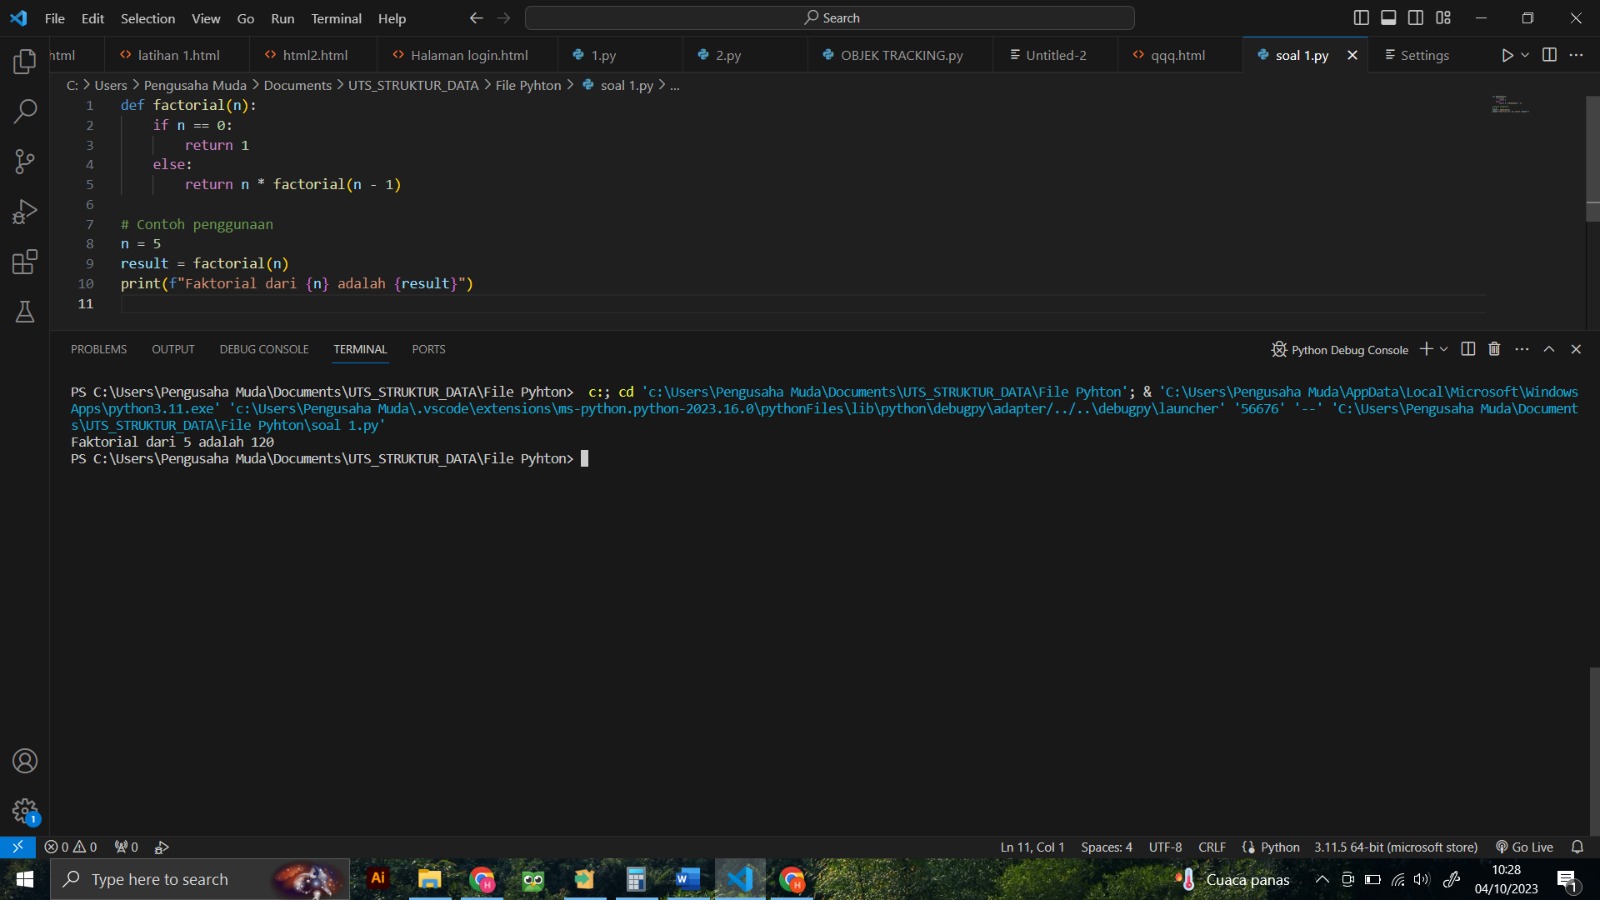 File Edit Selection View Go Run Terminal Help
Search
html latihan 1.html html2.html Halaman login.html 1.py 2.py OBJEK TRACKING.py Untitled-2 qqq.html soal 1.py Settings
C: > Users > Pengusaha Muda > Documents > UTS_STRUKTUR_DATA > File Pyhton > soal 1.py > ...
1 def factorial(n):
2 if n == 0:
3 return 1
4 else:
5 return n * factorial(n - 1)
6
7 # Contoh penggunaan
8 n = 5
9 result = factorial(n)
10 print(f"Faktorial dari {n} adalah {result}")
11
PROBLEMS OUTPUT DEBUG CONSOLE TERMINAL PORTS
Python Debug Console
PS C:\Users\Pengusaha Muda\Documents\UTS_STRUKTUR_DATA\File Pyhton> c:; cd 'c:\Users\Pengusaha Muda\Documents\UTS_STRUKTUR_DATA\File Pyhton'; & 'C:\Users\Pengusaha Muda\AppData\Local\Microsoft\Windows
Apps\python3.11.exe' 'c:\Users\Pengusaha Muda\.vscode\extensions\ms-python.python-2023.16.0\pythonFiles\lib\python\debugpy\adapter/../..\debugpy\launcher' '56676' '--' 'C:\Users\Pengusaha Muda\Document
s\UTS_STRUKTUR_DATA\File Pyhton\soal 1.py'
Faktorial dari 5 adalah 120
PS C:\Users\Pengusaha Muda\Documents\UTS_STRUKTUR_DATA\File Pyhton>
1
0 0 0
Ln 11, Col 1 Spaces: 4 UTF-8 CRLF Python 3.11.5 64-bit (microsoft store) Go Live
Type here to search
Ai
Cuaca panas
10:28
04/10/2023
1